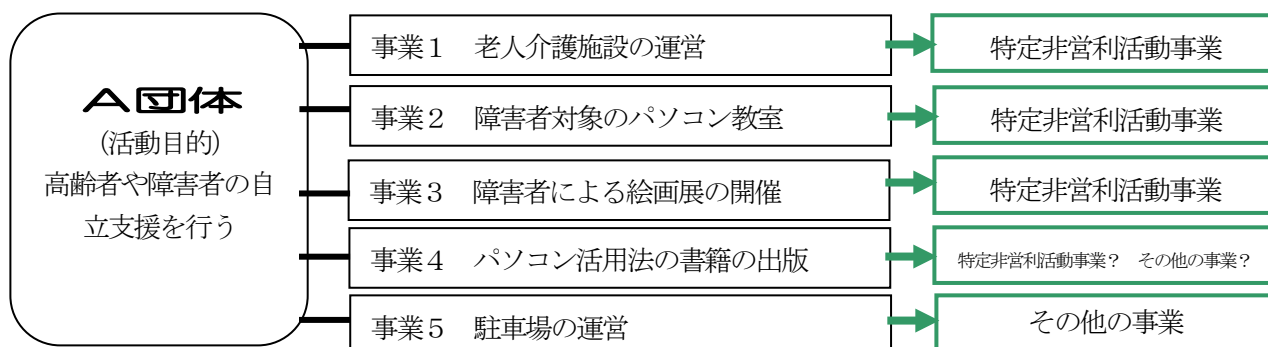 A団体
(活動目的)
高齢者や障害者の自
立支援を行う
事業1 老人介護施設の運営
特定非営利活動事業
事業2 障害者対象のパソコン教室
特定非営利活動事業
事業3 障害者による絵画展の開催
特定非営利活動事業
事業4 パソコン活用法の書籍の出版
特定非営利活動事業? その他の事業?
事業5 駐車場の運営
その他の事業